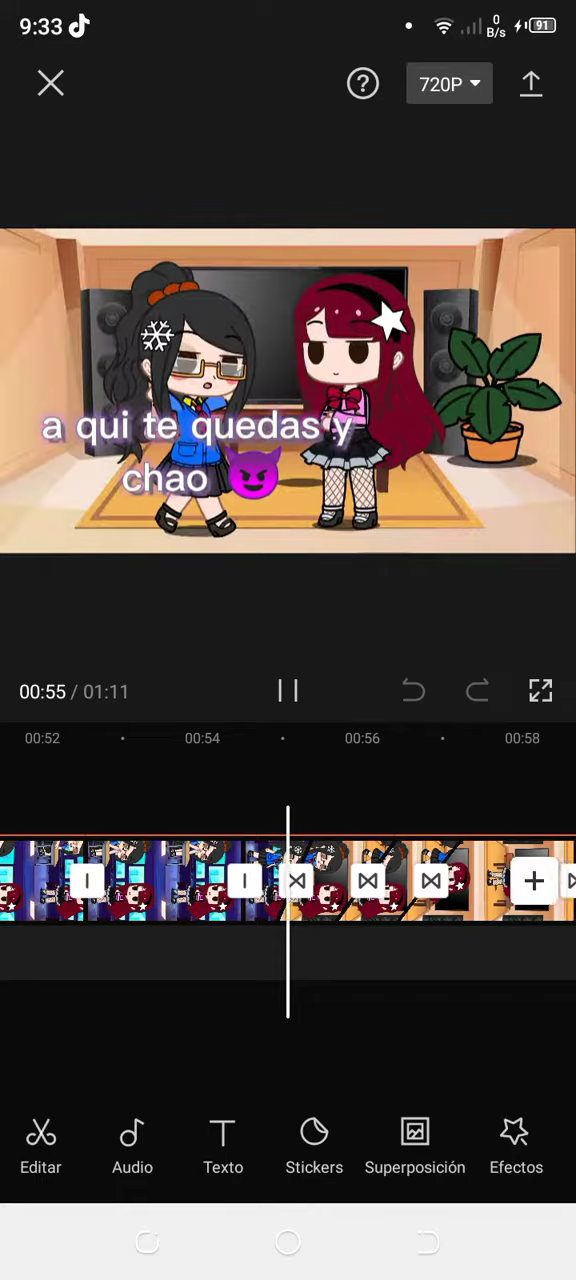 9:33
0
B/s
91
720P
a qui te quedas y
chao
00:55 / 01:11
00:52
00:54
00:56
00:58
Editar
Audio
Texto
Stickers
Superposición
Efectos